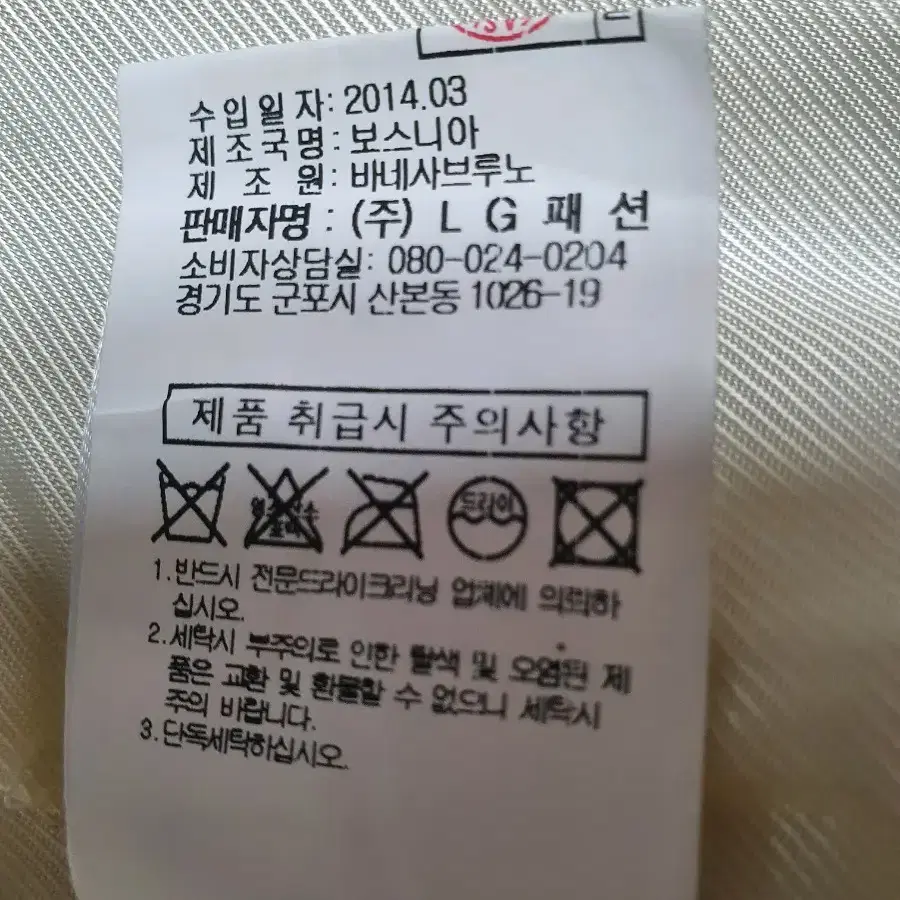 수입일자: 2014.03
제조국명: 보스니아
제 조 원: 바네사브루노
판매자명 : (주) L G 패 션
소비자상담실: 080-024-0204
경기도 군포시 산본동 1026-19
제품 취급시 주의사항
드라이
1.반드시 전문드라이크리닝 업체에 의뢰하
십시오.
2.세탁시 부주의로 인한 탈색 및 오염된 제
품은 교환 및 환불할 수 없으니 세탁시
주의 바랍니다.
3.단독세탁하십시오.